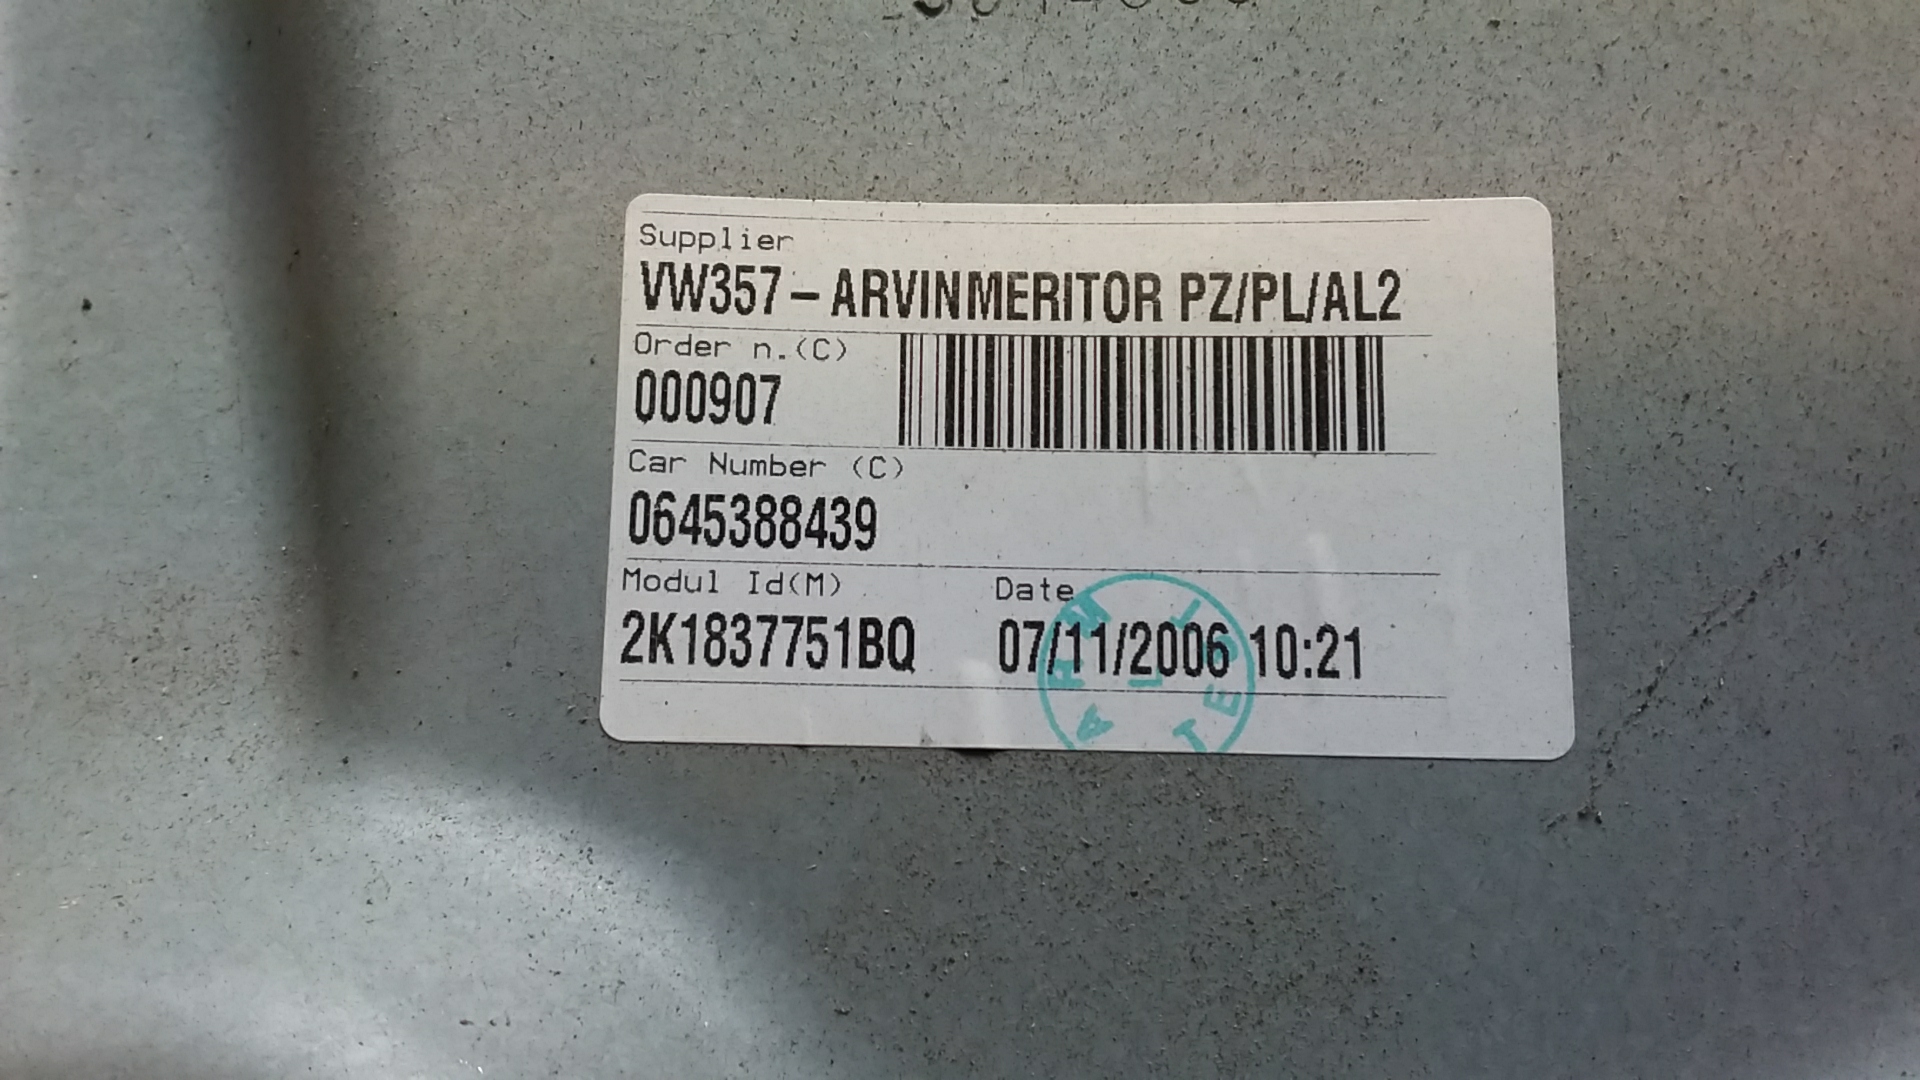 Supplier
VW357-ARVINMERITOR PZ/PL/AL2
Order n.(C)
000907
Car Number (C)
0645388439
Modul Id(M) Date
2K1837751BQ 07/11/2006 10:21